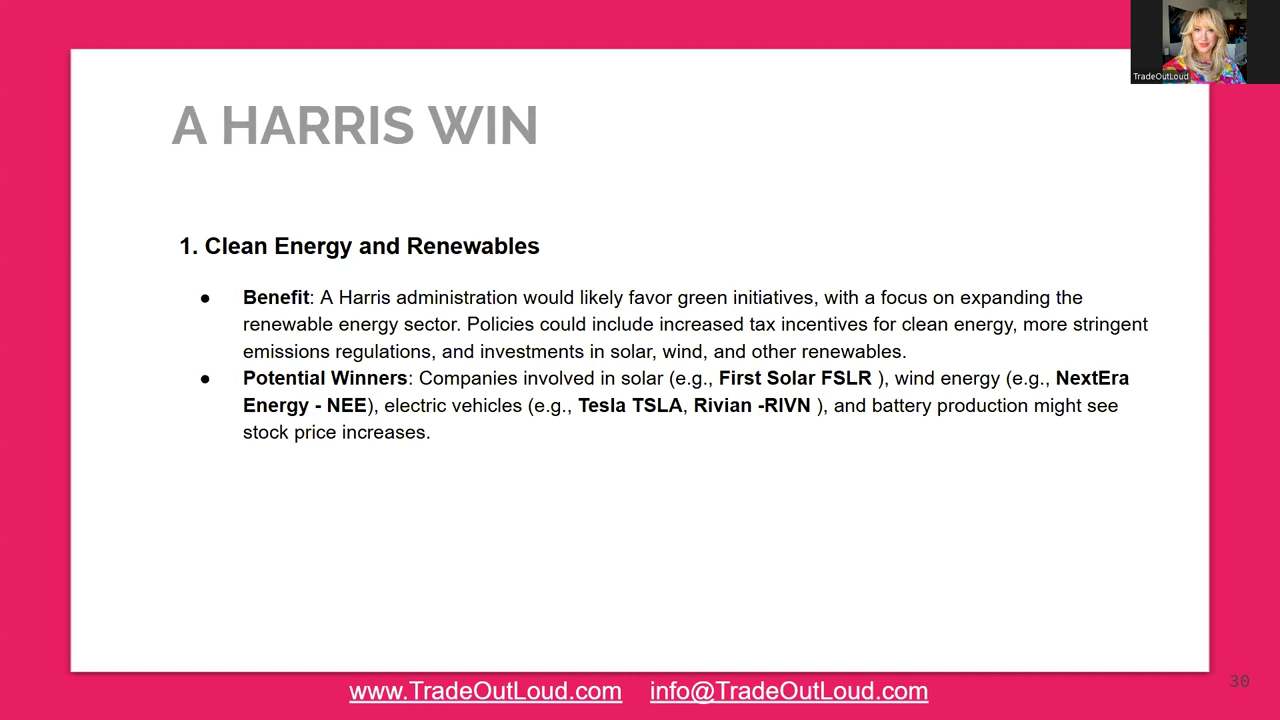 TradeOutLoud
A HARRIS WIN
1. Clean Energy and Renewables
● Benefit: A Harris administration would likely favor green initiatives, with a focus on expanding the
renewable energy sector. Policies could include increased tax incentives for clean energy, more stringent
emissions regulations, and investments in solar, wind, and other renewables.
● Potential Winners: Companies involved in solar (e.g., First Solar FSLR ), wind energy (e.g., NextEra
Energy - NEE), electric vehicles (e.g., Tesla TSLA, Rivian -RIVN ), and battery production might see
stock price increases.
www.TradeOutLoud.com info@TradeOutLoud.com
30